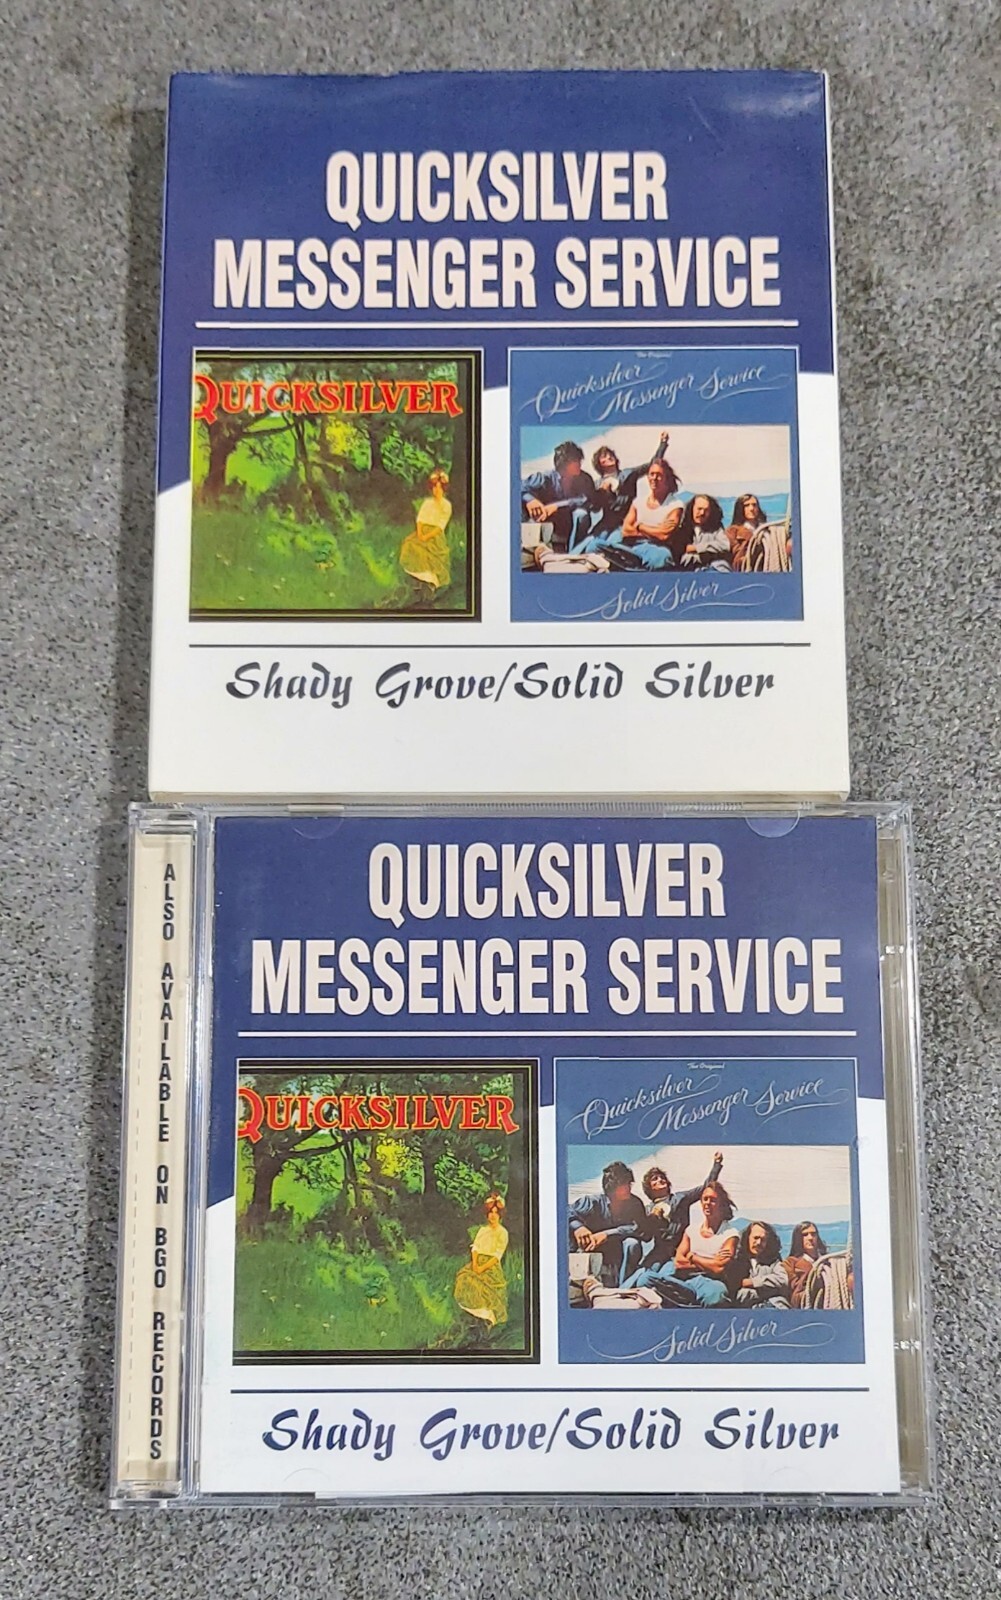 QUICKSILVER
MESSENGER SERVICE
QUICKSILVER
The Original
Quicksilver
Messenger Service
Solid Silver
Shady Grove/Solid Silver
ALSO AVAILABLE ON BGO RECORDS
QUICKSILVER
MESSENGER SERVICE
QUICKSILVER
The Original
Quicksilver
Messenger Service
Solid Silver
Shady Grove/Solid Silver